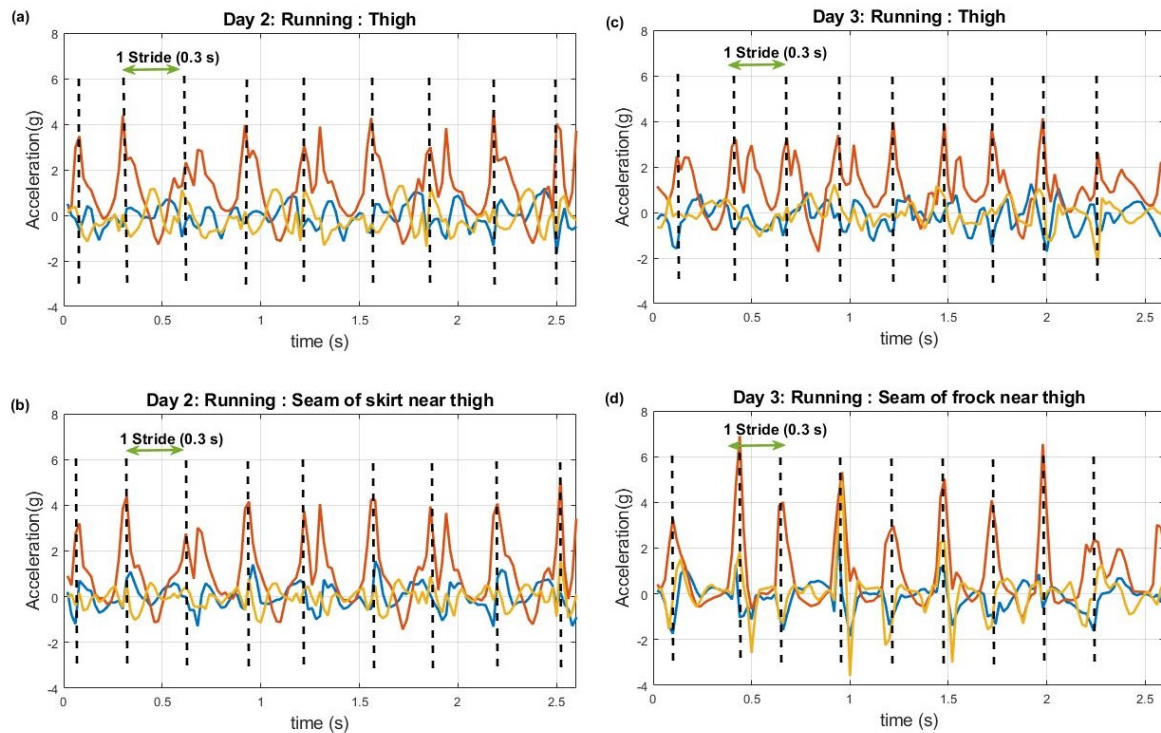 (a)
Day 2: Running : Thigh
1 Stride (0.3 s)
Acceleration(g)
8
6
4
2
0
-2
-4
0 0.5 1 1.5 2 2.5
time (s)
(c)
Day 3: Running : Thigh
1 Stride (0.3 s)
Acceleration(g)
8
6
4
2
0
-2
-4
0 0.5 1 1.5 2 2.5
time (s)
(b)
Day 2: Running : Seam of skirt near thigh
1 Stride (0.3 s)
Acceleration(g)
8
6
4
2
0
-2
-4
0 0.5 1 1.5 2 2.5
time (s)
(d)
Day 3: Running : Seam of frock near thigh
1 Stride (0.3 s)
Acceleration(g)
8
6
4
2
0
-2
-4
0 0.5 1 1.5 2 2.5
time (s)